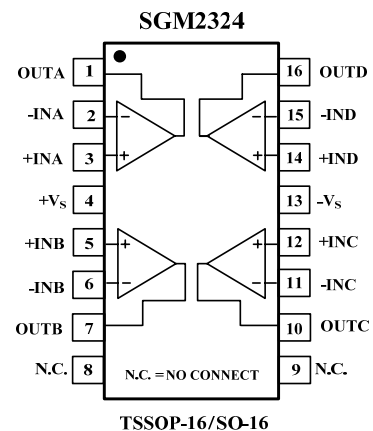 SGM2324
OUTA 1 16 OUTD
-INA 2 − − 15 -IND
+INA 3 + + 14 +IND
+VS 4 13 -VS
+INB 5 + + 12 +INC
-INB 6 − − 11 -INC
OUTB 7 10 OUTC
N.C. 8 N.C. = NO CONNECT 9 N.C.
TSSOP-16/SO-16